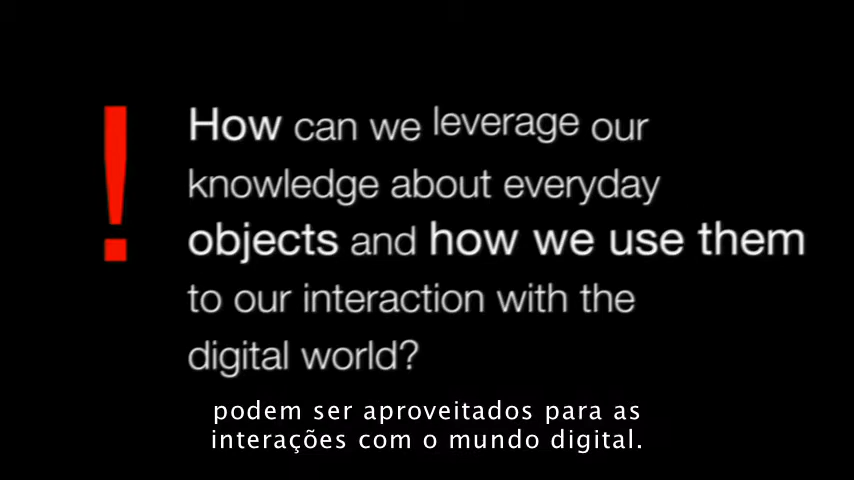 !
How can we leverage our
knowledge about everyday
objects and how we use them
to our interaction with the
digital world?
podem ser aproveitados para as
interações com o mundo digital.